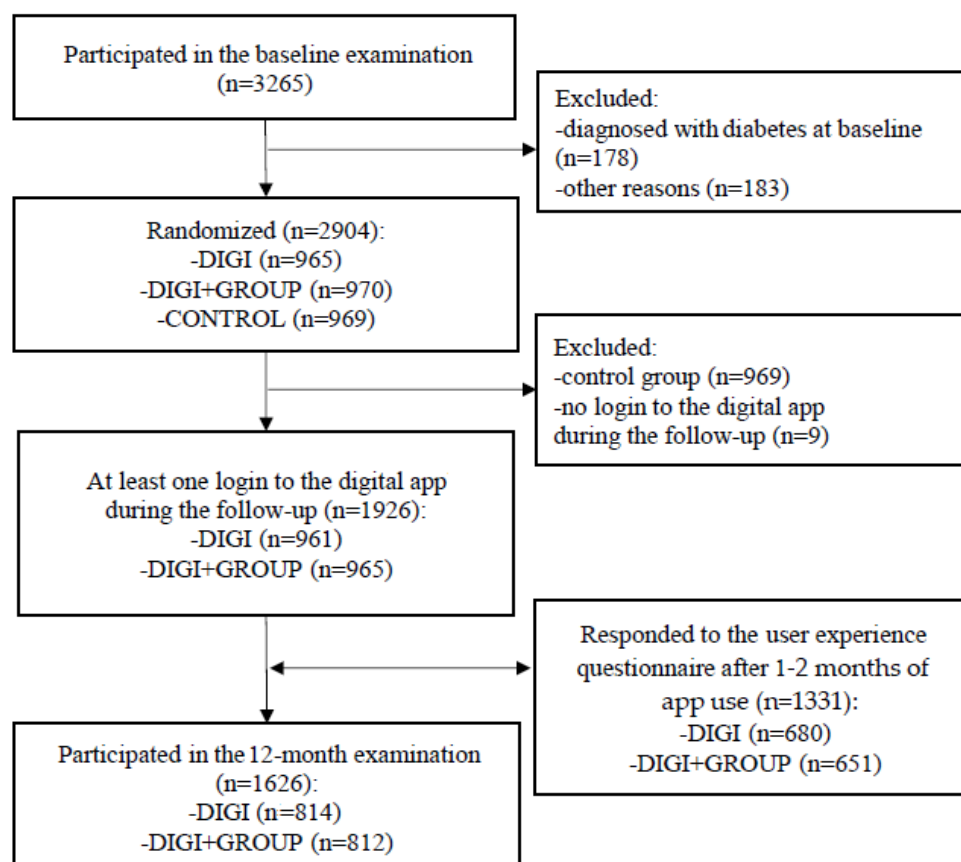 Participated in the baseline examination
(n=3265)
Excluded:
-diagnosed with diabetes at baseline
(n=178)
-other reasons (n=183)
Randomized (n=2904):
-DIGI (n=965)
-DIGI+GROUP (n=970)
-CONTROL (n=969)
Excluded:
-control group (n=969)
-no login to the digital app
during the follow-up (n=9)
At least one login to the digital app
during the follow-up (n=1926):
-DIGI (n=961)
-DIGI+GROUP (n=965)
Responded to the user experience
questionnaire after 1-2 months of
app use (n=1331):
-DIGI (n=680)
-DIGI+GROUP (n=651)
Participated in the 12-month examination
(n=1626):
-DIGI (n=814)
-DIGI+GROUP (n=812)